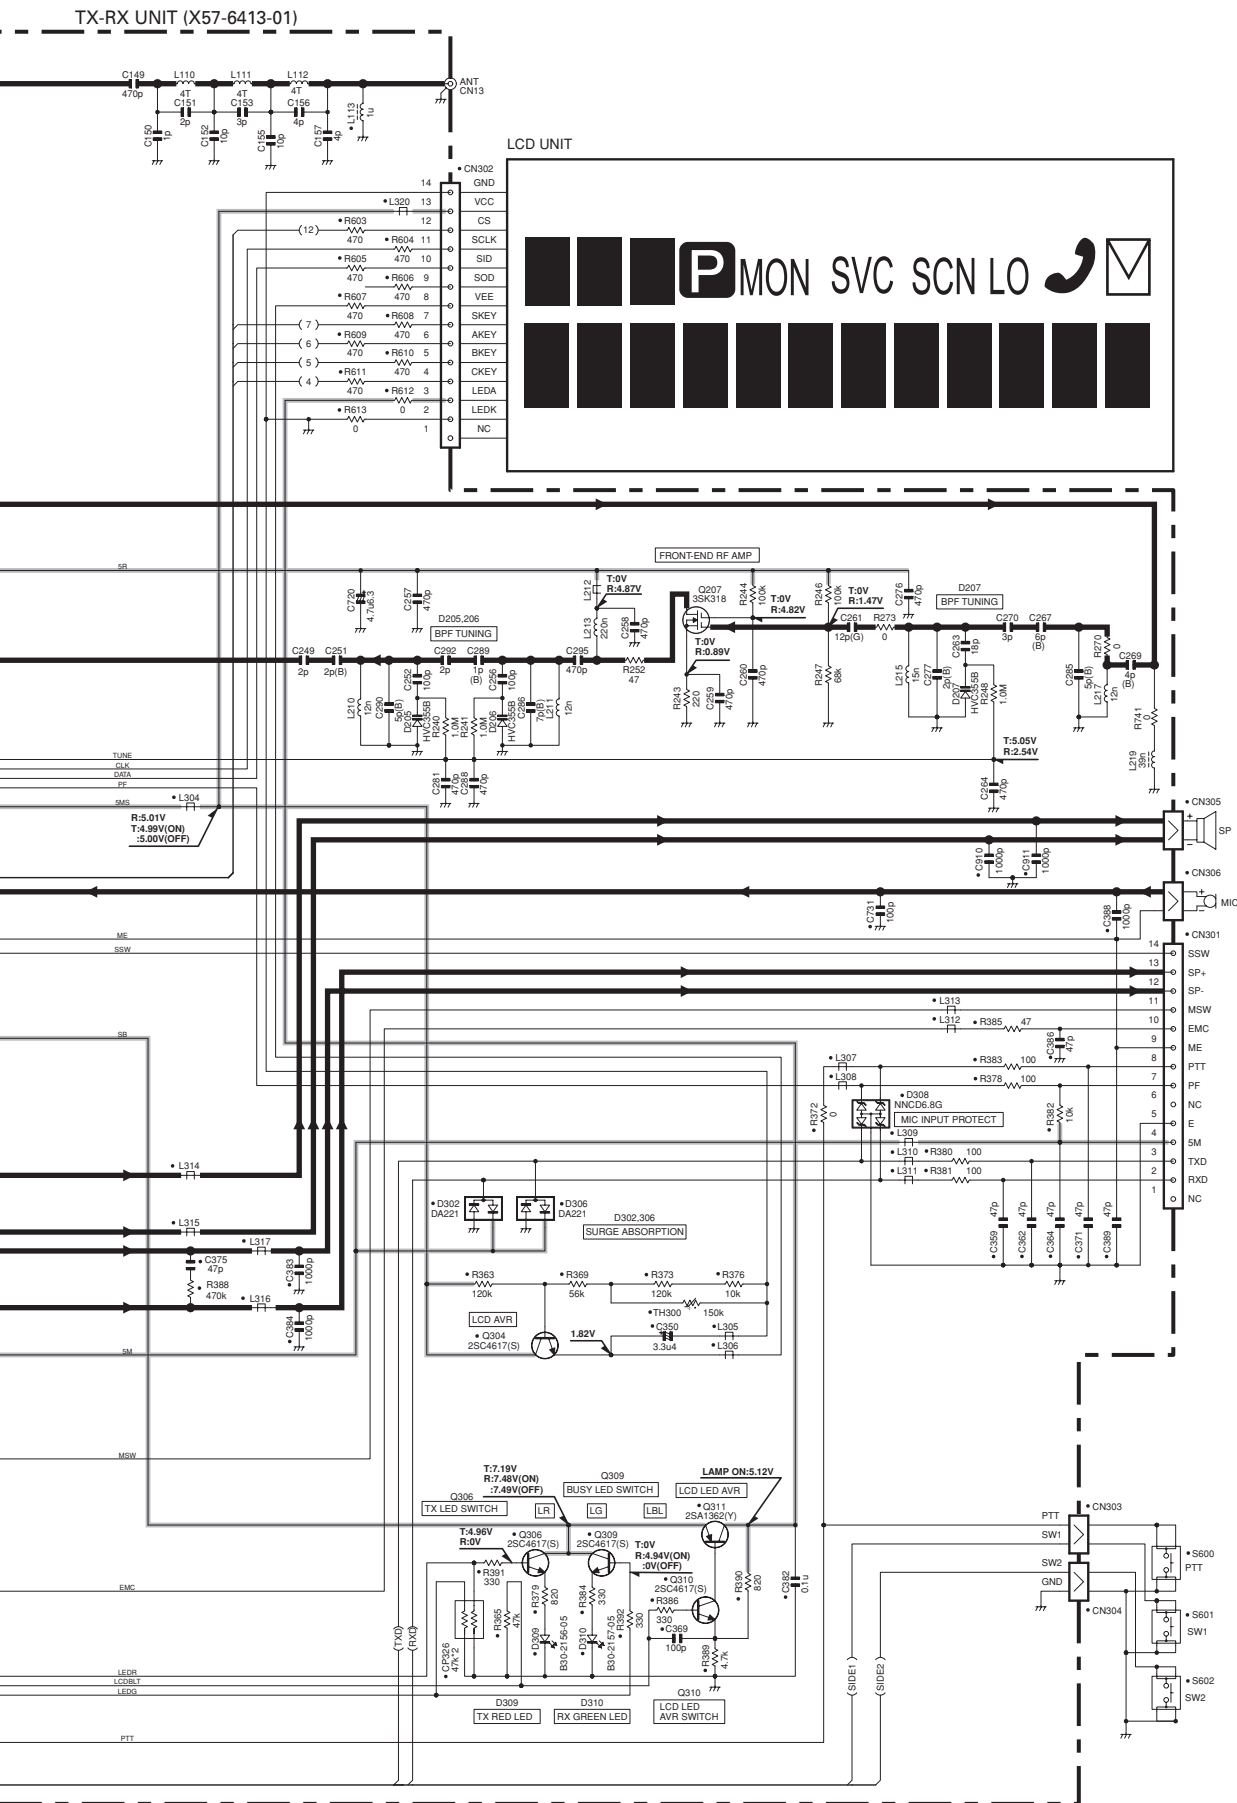 TX-RX UNIT (X57-6413-01)
C149
470p
L110
4T
L111
4T
L112
4T
C151
2p
C153
3p
C156
4p
C150
1p
C152
10p
C155
10p
C157
4p
L113
1u
ANT
CN13
LCD UNIT
CN302
14 GND
L320 13 VCC
(12) R603 470 12 CS
R604 470 11 SCLK
R605 470 10 SID
R606 470 9 SOD
R607 470 8 VEE
(7) R608 470 7 SKEY
(6) R609 470 6 AKEY
(5) R610 470 5 BKEY
(4) R611 470 4 CKEY
R612 0 3 LEDA
R613 0 2 LEDK
1 NC
P MON SVC SCN LO
FRONT-END RF AMP
5R
C720
4.7u6.3
C257
470p
D205,206
BPF TUNING
L212
T:0V
R:4.87V
L213
220n
C258
470p
Q207
3SK318
R244
100k
T:0V
R:4.82V
R246
100k
T:0V
R:1.47V
C276
470p
D207
BPF TUNING
C261
12p(G)
R273
0
C263
18p
C270
3p
C267
6p
(B)
R270
0
C269
4p
(B)
C249
2p
C251
2p(B)
C292
2p
C289
1p
(B)
C295
470p
R252
47
T:0V
R:0.89V
L210
12n
C290
5p(B)
C252
100p
D205
HVC355B
R240
1.0M
R241
1.0M
C256
100p
D206
HVC355B
C286
7p(B)
L211
12n
R243
220
C259
470p
C260
470p
R247
68k
L215
15n
C277
2p(B)
D207
HVC355B
R248
1.0M
C285
5p(B)
L217
12n
R741
0
L219
39n
T:5.05V
R:2.54V
C281
470p
C288
470p
C264
470p
TUNE
CLK
DATA
PF
5MS
L304
R:5.01V
T:4.99V(ON)
:5.00V(OFF)
CN305
+
SP
-
C910
1000p
C911
1000p
CN306
+
MIC
-
C731
100p
C388
1000p
ME
SSW
CN301
14 SSW
13 SP+
12 SP-
11 MSW
10 EMC
9 ME
8 PTT
7 PF
6 NC
5 E
4 5M
3 TXD
2 RXD
1 NC
L313
L312
R385 47
C386
47p
SB
L307
L308
R383 100
R378 100
R372
0
D308
NNCD6.8G
MIC INPUT PROTECT
R382
10k
L309
L310
R380 100
L311
R381 100
L314
D302
DA221
D306
DA221
D302,306
SURGE ABSORPTION
C359
47p
C362
47p
C364
47p
C371
47p
C389
47p
L315
L317
C375
47p
R388
470k
C383
1000p
L316
C384
1000p
R363
120k
R369
56k
R373
120k
R376
10k
TH300
150k
LCD AVR
Q304
2SC4617(S)
1.82V
C350
3.3u4
L305
L306
5M
MSW
T:7.19V
R:7.48V(ON)
:7.49V(OFF)
Q306
TX LED SWITCH
Q309
BUSY LED SWITCH
LR
LG
LBL
LAMP ON:5.12V
LCD LED AVR
Q311
2SA1362(Y)
T:4.96V
R:0V
Q306
2SC4617(S)
Q309
2SC4617(S)
T:0V
R:4.94V(ON)
:0V(OFF)
Q310
2SC4617(S)
R391
330
R379
820
R384
330
R392
330
R386
330
C369
100p
R390
820
C382
0.1u
CP326
47k*2
R365
47k
D309
B30-2156-05
D310
B30-2157-05
R389
4.7k
EMC
(TXD)
(RXD)
LEDR
LCDBLT
LEDG
D309
TX RED LED
D310
RX GREEN LED
Q310
LCD LED
AVR SWITCH
PTT
(SIDE1)
(SIDE2)
CN303
PTT
SW1
SW2
GND
CN304
S600
PTT
S601
SW1
S602
SW2